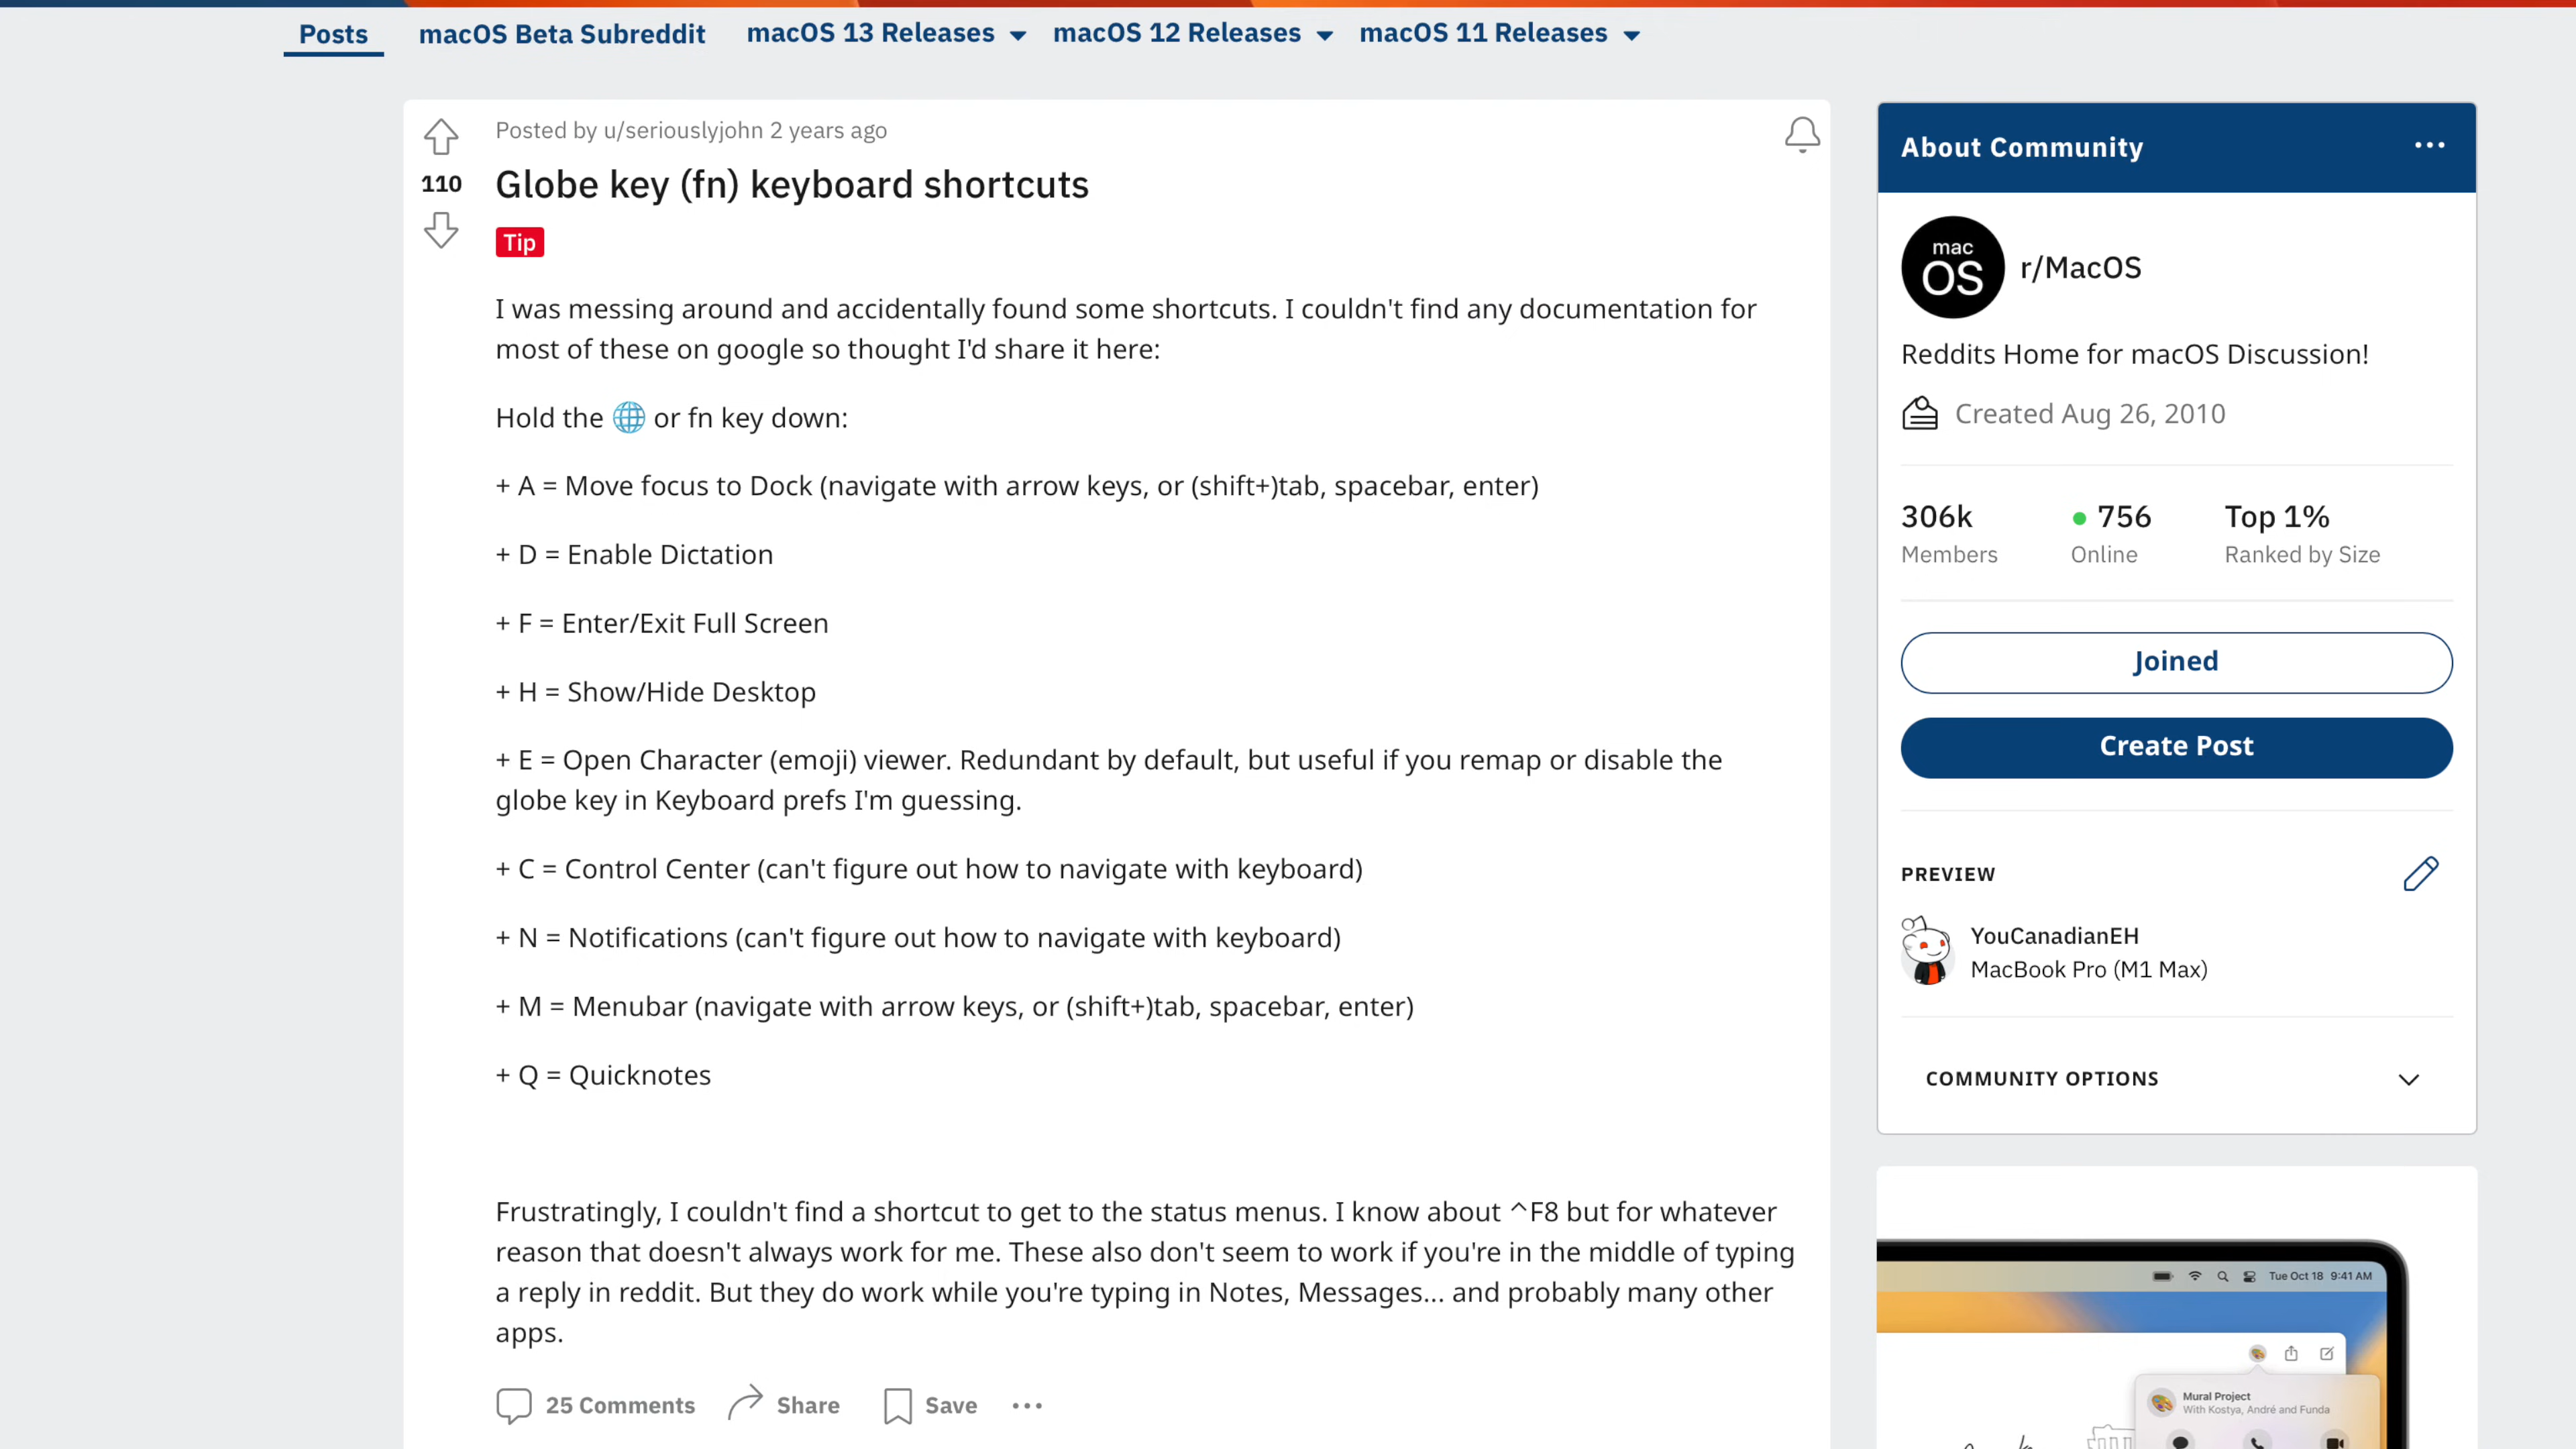 Posts macOS Beta Subreddit macOS 13 Releases macOS 12 Releases macOS 11 Releases
Posted by u/seriouslyjohn 2 years ago
110
Globe key (fn) keyboard shortcuts
Tip
I was messing around and accidentally found some shortcuts. I couldn't find any documentation for
most of these on google so thought I'd share it here:
Hold the 🌐 or fn key down:
+ A = Move focus to Dock (navigate with arrow keys, or (shift+)tab, spacebar, enter)
+ D = Enable Dictation
+ F = Enter/Exit Full Screen
+ H = Show/Hide Desktop
+ E = Open Character (emoji) viewer. Redundant by default, but useful if you remap or disable the
globe key in Keyboard prefs I'm guessing.
+ C = Control Center (can't figure out how to navigate with keyboard)
+ N = Notifications (can't figure out how to navigate with keyboard)
+ M = Menubar (navigate with arrow keys, or (shift+)tab, spacebar, enter)
+ Q = Quicknotes
Frustratingly, I couldn't find a shortcut to get to the status menus. I know about ^F8 but for whatever
reason that doesn't always work for me. These also don't seem to work if you're in the middle of typing
a reply in reddit. But they do work while you're typing in Notes, Messages... and probably many other
apps.
25 Comments Share Save
About Community
mac
OS
r/MacOS
Reddits Home for macOS Discussion!
Created Aug 26, 2010
306k 756 Top 1%
Members Online Ranked by Size
Joined
Create Post
PREVIEW
YouCanadianEH
MacBook Pro (M1 Max)
COMMUNITY OPTIONS
Tue Oct 18 9:41 AM
Mural Project
With Kostya, André and Funda